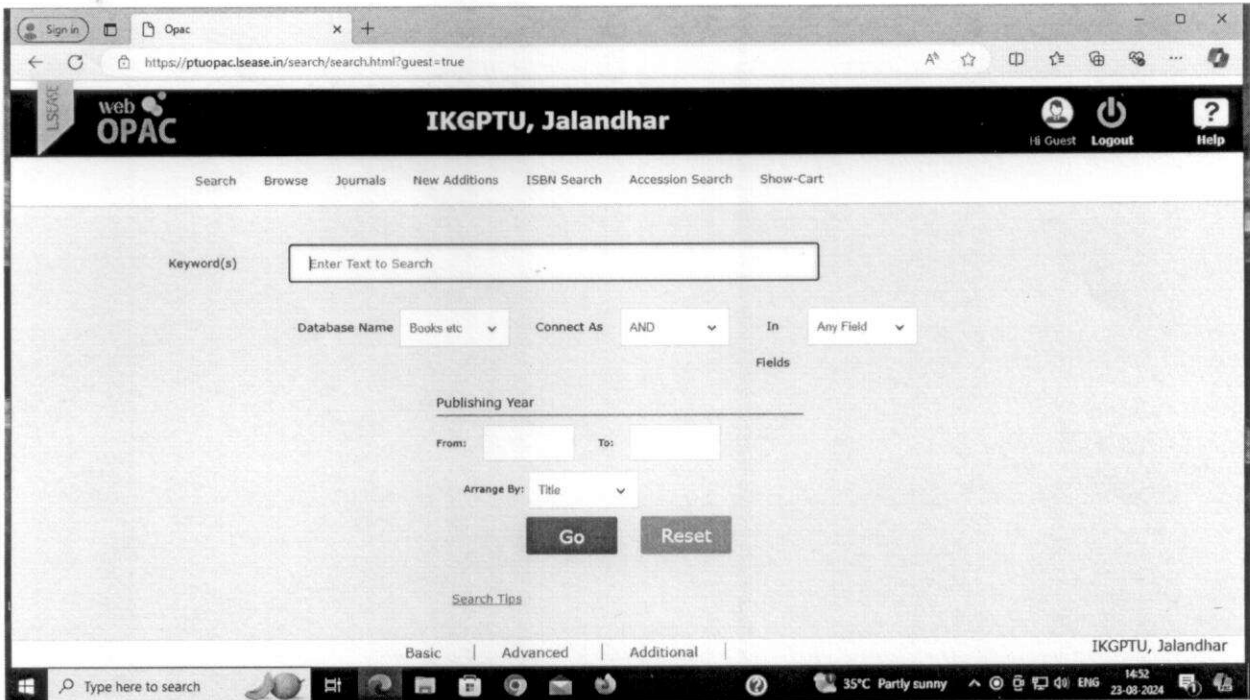 Sign in
Opac
https://ptuopac.lsease.in/search/search.html?guest=true
LSEASE
web
OPAC
IKGPTU, Jalandhar
Hi Guest
Logout
?
Help
Search Browse Journals New Additions ISBN Search Accession Search Show-Cart
Keyword(s) Enter Text to Search
Database Name Books etc Connect As AND In Any Field
Fields
Publishing Year
From: To:
Arrange By: Title
Go Reset
Search Tips
Basic | Advanced | Additional |
IKGPTU, Jalandhar
Type here to search
35°C Partly sunny
ENG
14:52
23-08-2024